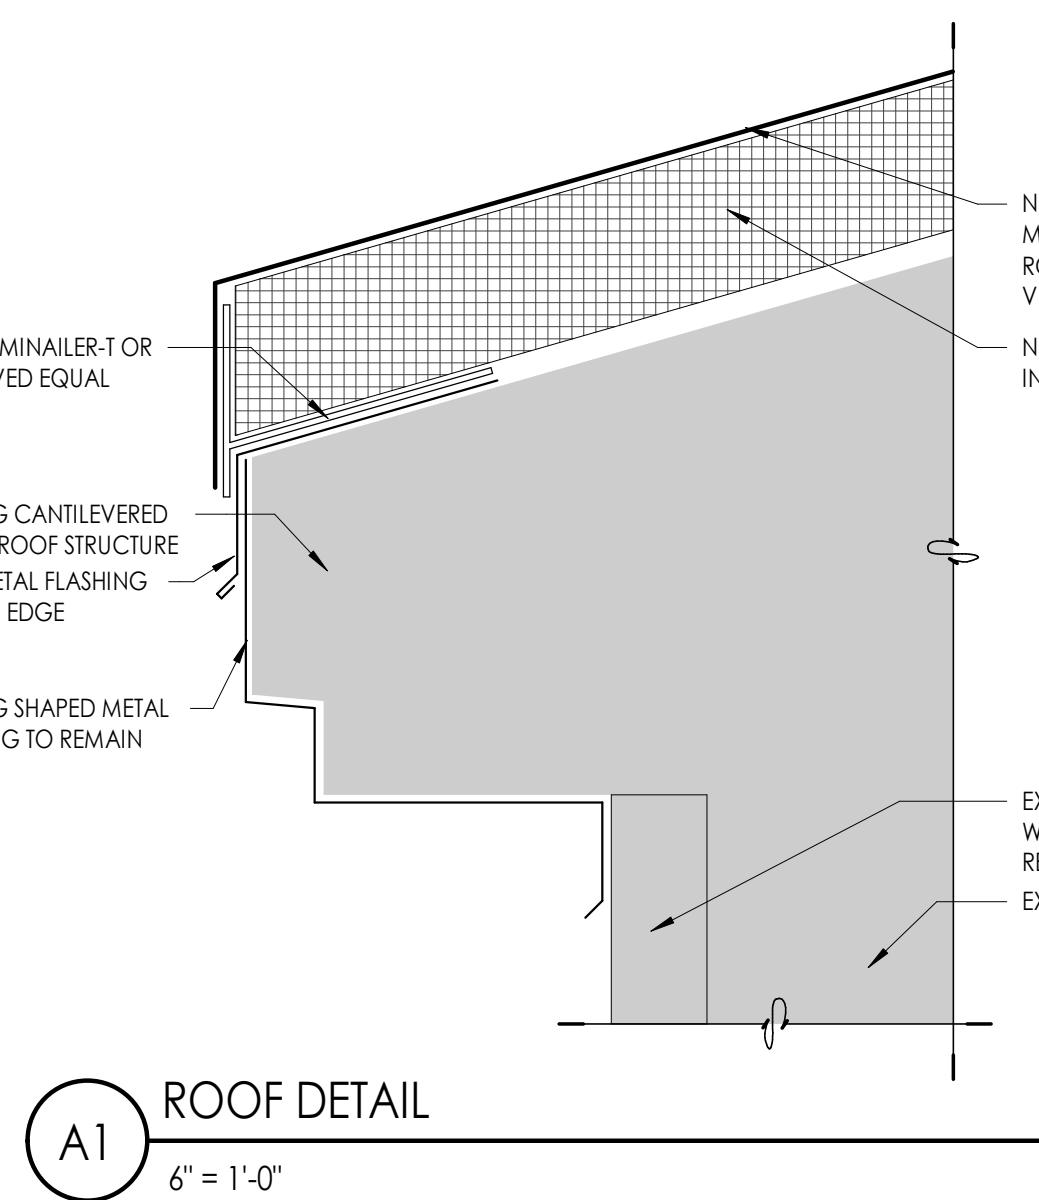 MINAILER-T OR
VED EQUAL
G CANTILEVERED
ROOF STRUCTURE
ETAL FLASHING
EDGE
G SHAPED METAL
G TO REMAIN
N
M
RO
V
N
IN
EX
W
RE
EX
A1
ROOF DETAIL
6" = 1'-0"